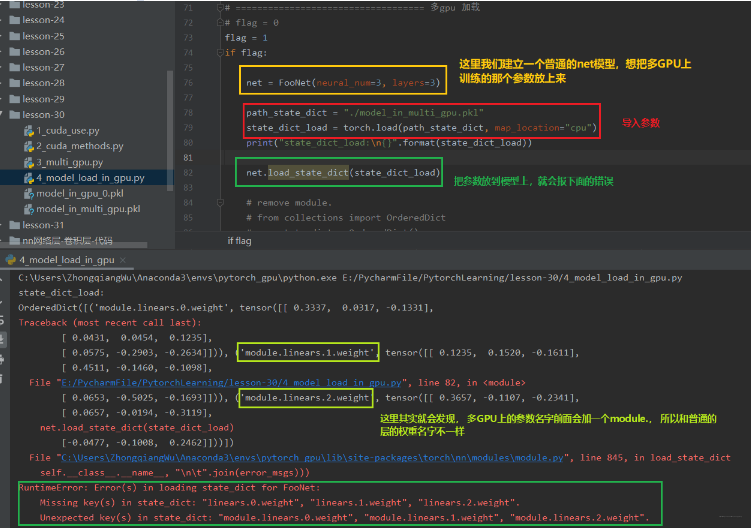 lesson-23
lesson-24
lesson-25
lesson-26
lesson-27
lesson-28
lesson-29
lesson-30
1_cuda_use.py
2_cuda_methods.py
3_multi_gpu.py
4_model_load_in_gpu.py
model_in_gpu_0.pkl
model_in_multi_gpu.pkl
lesson-31
nn网络层-卷积层-代码
71 # ================================== 多gpu 加载
72 # flag = 0
73 flag = 1
74 if flag:
75
76 net = FooNet(neural_num=3, layers=3)
77
78 path_state_dict = "./model_in_multi_gpu.pkl"
79 state_dict_load = torch.load(path_state_dict, map_location="cpu")
80 print("state_dict_load:\n{}".format(state_dict_load))
81
82 net.load_state_dict(state_dict_load)
83
84 # remove module.
85 # from collections import OrderedDict
if flag
这里我们建立一个普通的net模型，想把多GPU上
训练的那个参数放上来
导入参数
把参数放到模型上，就会报下面的错误
4_model_load_in_gpu
C:\Users\ZhongqiangWu\Anaconda3\envs\pytorch_gpu\python.exe E:/PycharmFile/PytorchLearning/lesson-30/4_model_load_in_gpu.py
state_dict_load:
OrderedDict([('module.linears.0.weight', tensor([[ 0.3337, 0.0317, -0.1331],
Traceback (most recent call last):
[ 0.0431, 0.0454, 0.1235],
[ 0.0575, -0.2903, -0.2634]])), ('module.linears.1.weight', tensor([[ 0.1235, 0.1520, -0.1611],
[ 0.4511, -0.1460, -0.1098],
File "E:/PycharmFile/PytorchLearning/lesson-30/4_model_load_in_gpu.py", line 82, in <module>
[ 0.0653, -0.5025, -0.1693]])), ('module.linears.2.weight', tensor([[ 0.3657, -0.1107, -0.2341],
[ 0.0657, -0.0194, -0.3119],
net.load_state_dict(state_dict_load)
[-0.0477, -0.1008, 0.2462]]))])
这里其实就会发现，多GPU上的参数名字前面会加一个module.，所以和普通的
层的权重名字不一样
File "C:\Users\ZhongqiangWu\Anaconda3\envs\pytorch_gpu\lib\site-packages\torch\nn\modules\module.py", line 845, in load_state_dict
self.__class__.__name__, "\n\t".join(error_msgs)))
RuntimeError: Error(s) in loading state_dict for FooNet:
Missing key(s) in state_dict: "linears.0.weight", "linears.1.weight", "linears.2.weight".
Unexpected key(s) in state_dict: "module.linears.0.weight", "module.linears.1.weight", "module.linears.2.weight".